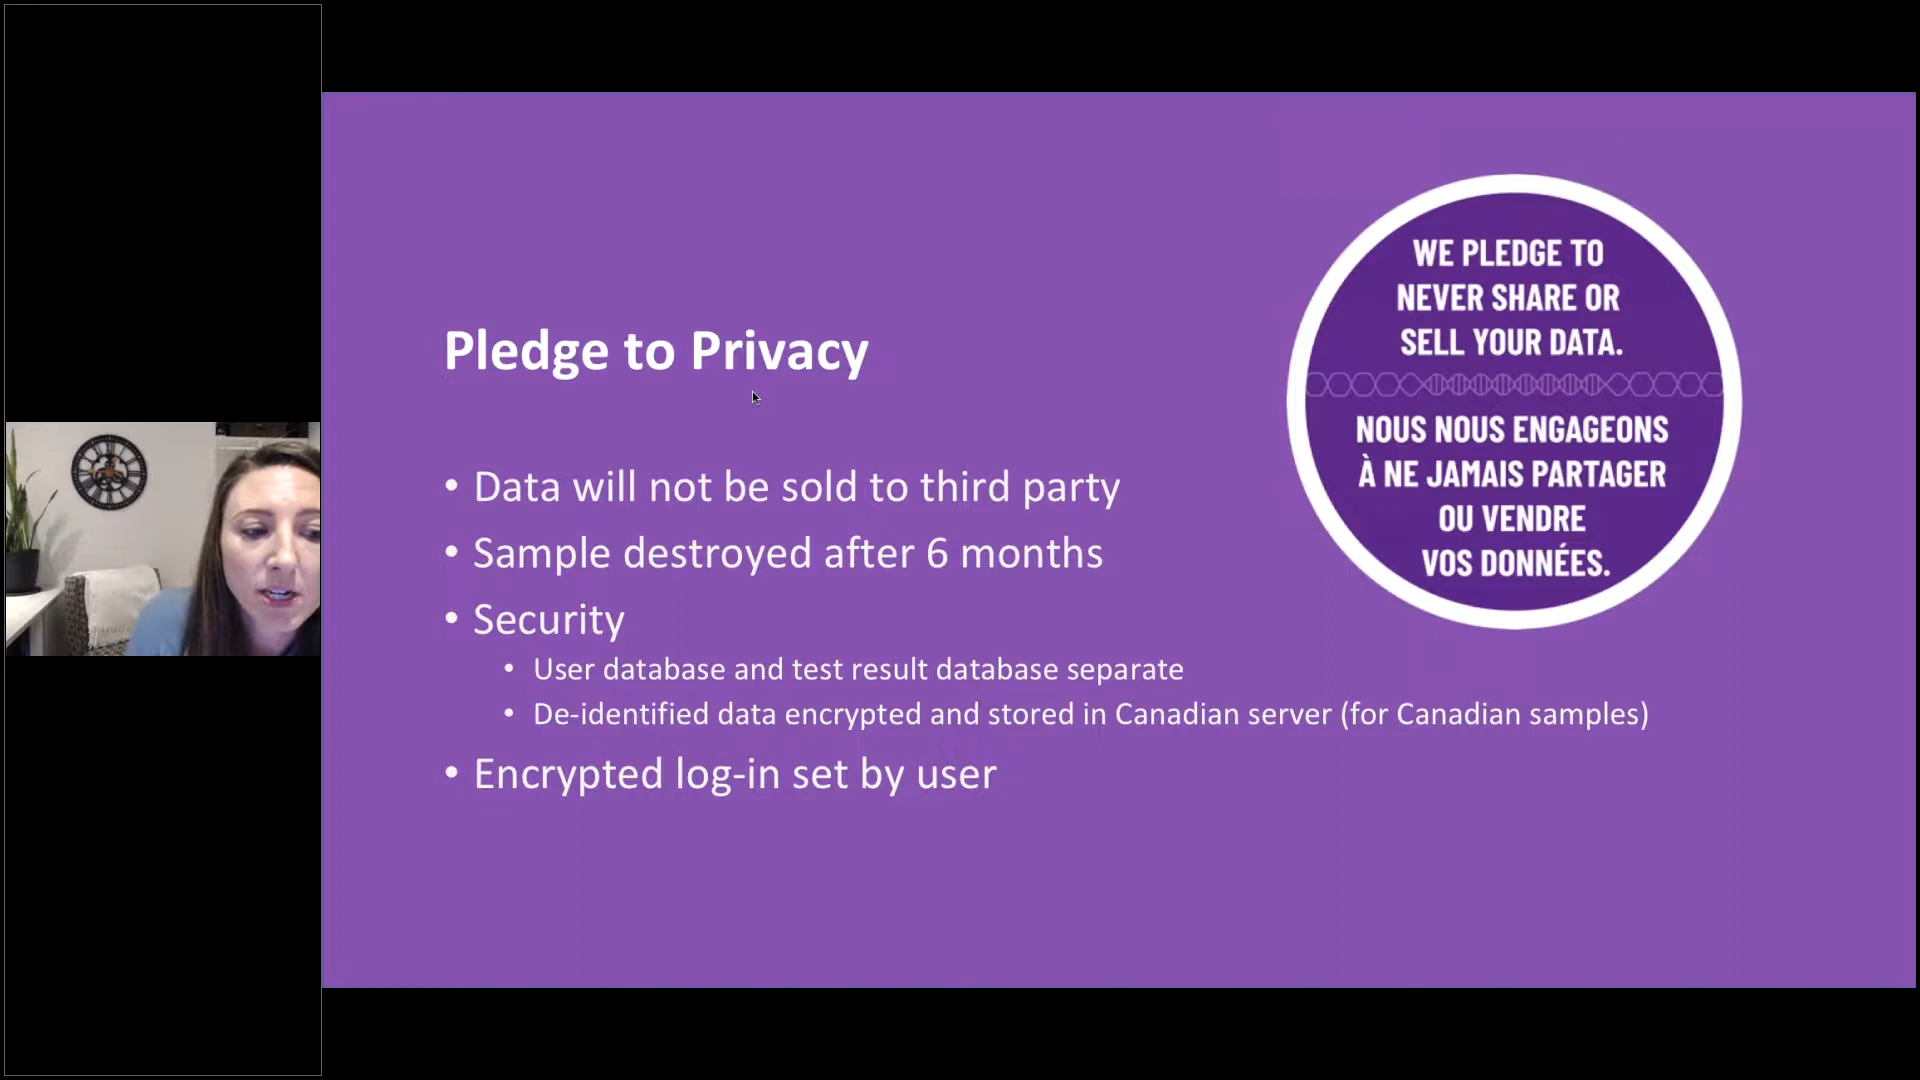 Pledge to Privacy
• Data will not be sold to third party
• Sample destroyed after 6 months
• Security
• User database and test result database separate
• De-identified data encrypted and stored in Canadian server (for Canadian samples)
• Encrypted log-in set by user
WE PLEDGE TO
NEVER SHARE OR
SELL YOUR DATA.
NOUS NOUS ENGAGEONS
À NE JAMAIS PARTAGER
OU VENDRE
VOS DONNÉES.